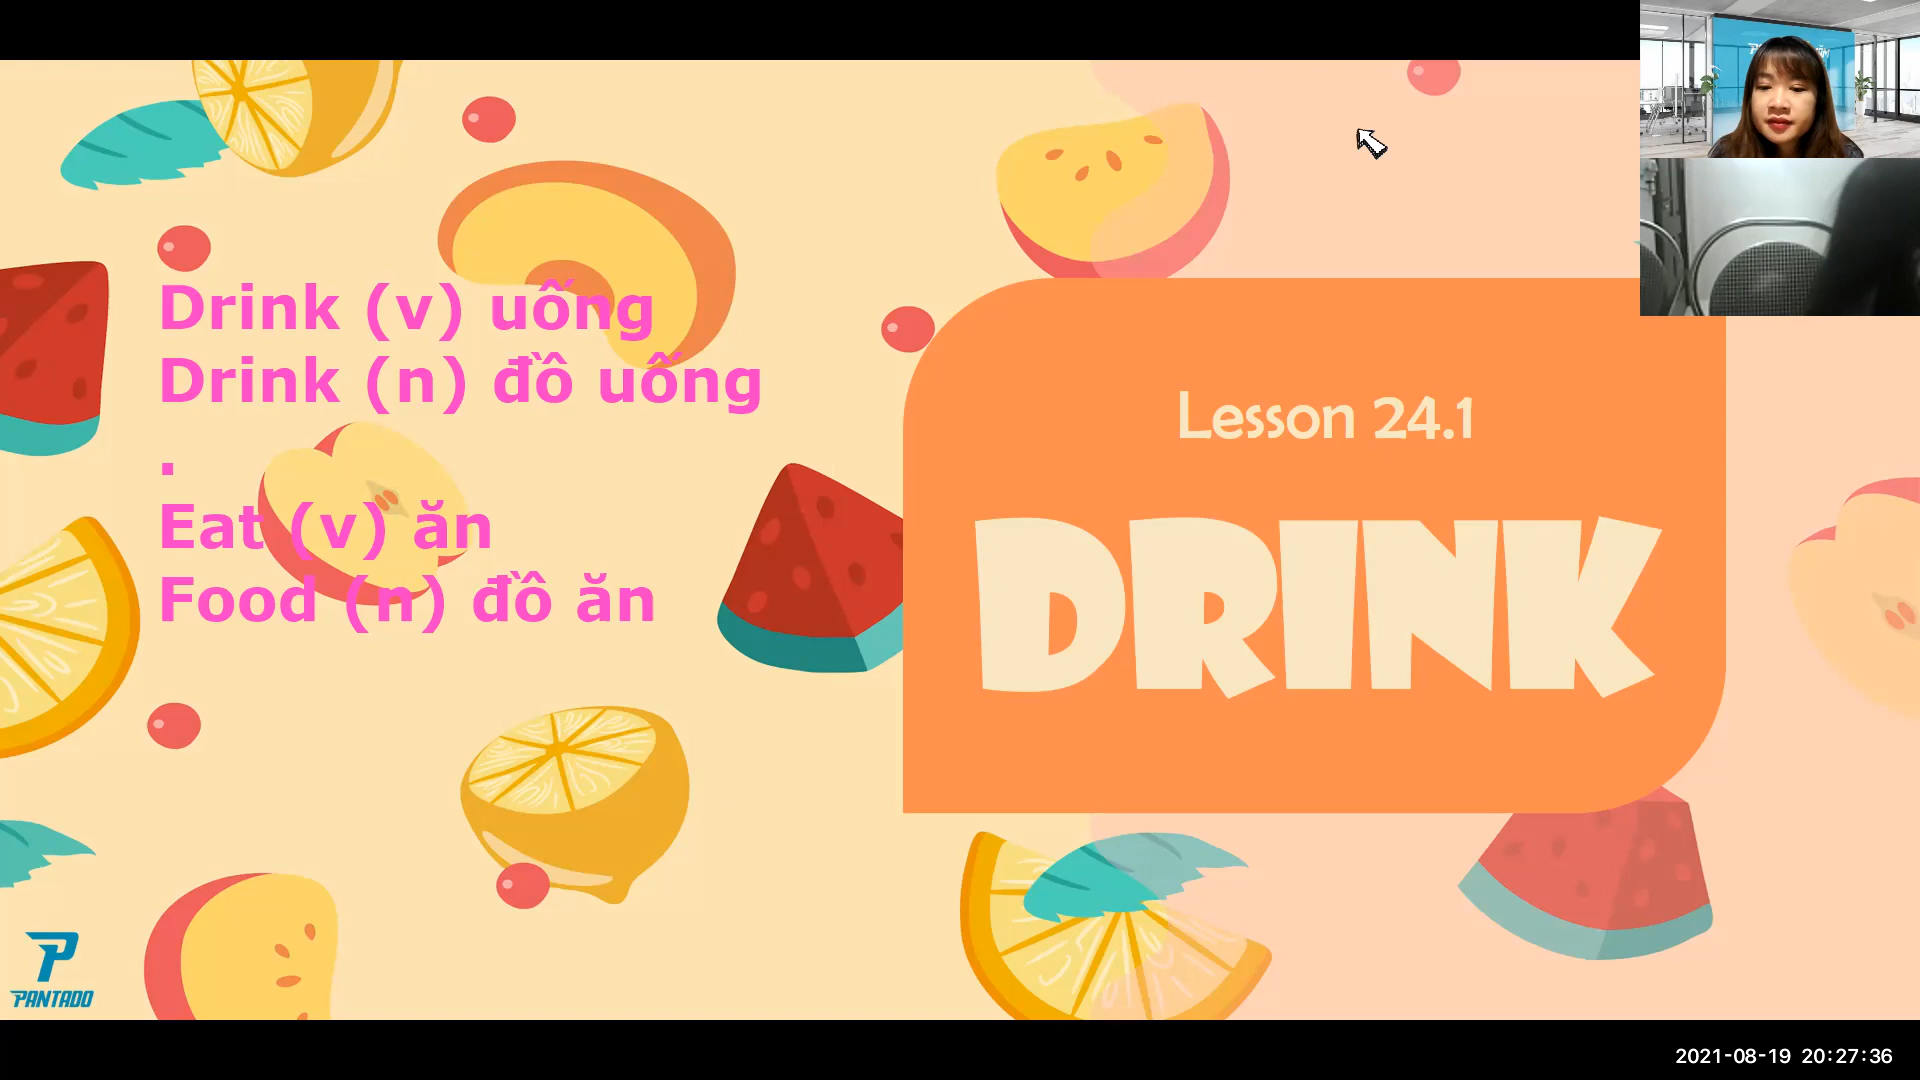 Drink (v) uống
Drink (n) đồ uống
.
Eat (v) ăn
Food (n) đồ ăn
Lesson 24.1
DRINK
PANTADO
2021-08-19 20:27:36